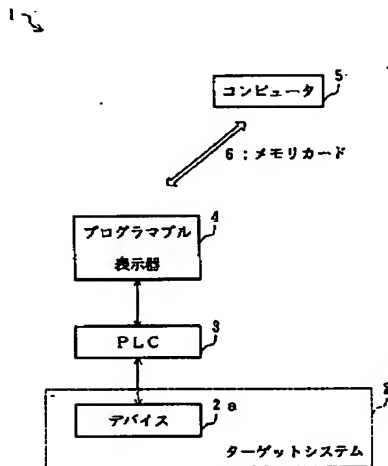 1
5
コンピュータ
6：メモリカード
4
プログラマブル
表示器
3
PLC
2
2a
デバイス
ターゲットシステム